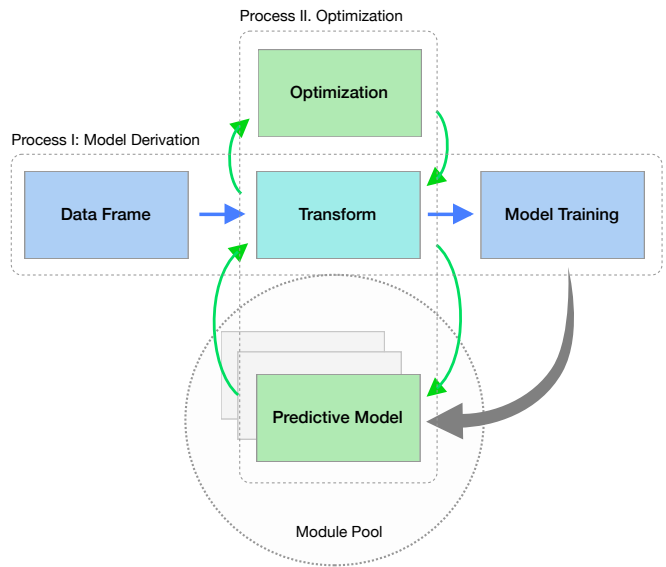 Process II. Optimization
Optimization
Process I: Model Derivation
Data Frame
Transform
Model Training
Predictive Model
Module Pool